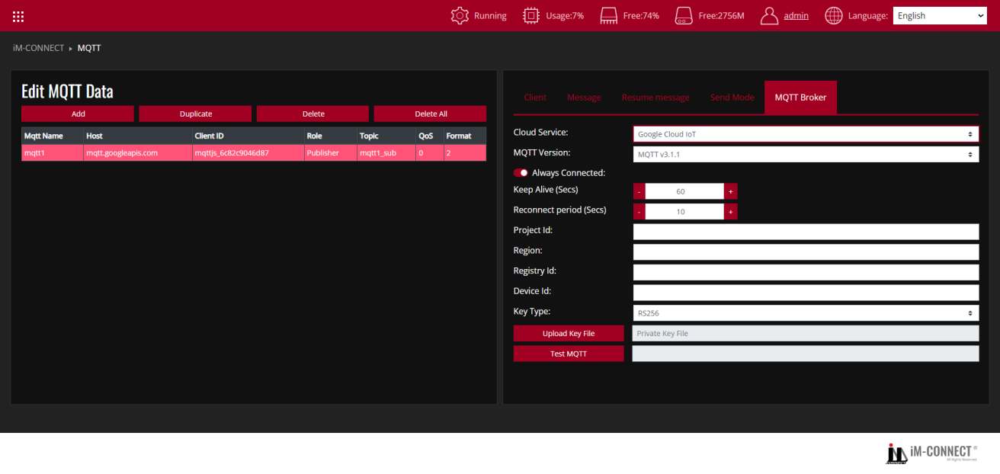 Running Usage:7% Free:74% Free:2756M admin Language: English
iM-CONNECT ▸ MQTT
Edit MQTT Data
Add Duplicate Delete Delete All
Mqtt Name Host Client ID Role Topic QoS Format
mqtt1 mqtt.googleapis.com mqttjs_6c82c9046d87 Publisher mqtt1_sub 0 2
Client Message Resume message Send Mode MQTT Broker
Cloud Service: Google Cloud IoT
MQTT Version: MQTT v3.1.1
Always Connected:
Keep Alive (Secs) - 60 +
Reconnect period (Secs) - 10 +
Project Id:
Region:
Registry Id:
Device Id:
Key Type: RS256
Upload Key File Private Key File
Test MQTT
iM-CONNECT ®
All Rights Reserved.